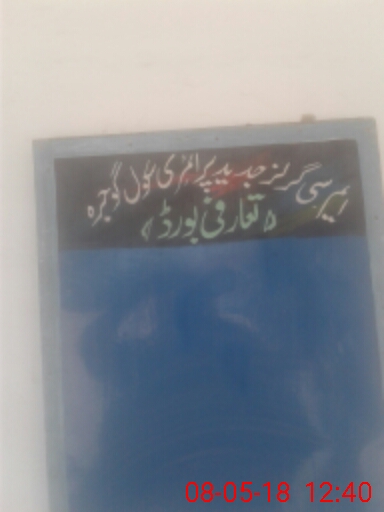 ایم سی گرلز جدید پرائمری سکول گوجرہ
﴿تعارفی بورڈ﴾
08-05-18 12:40